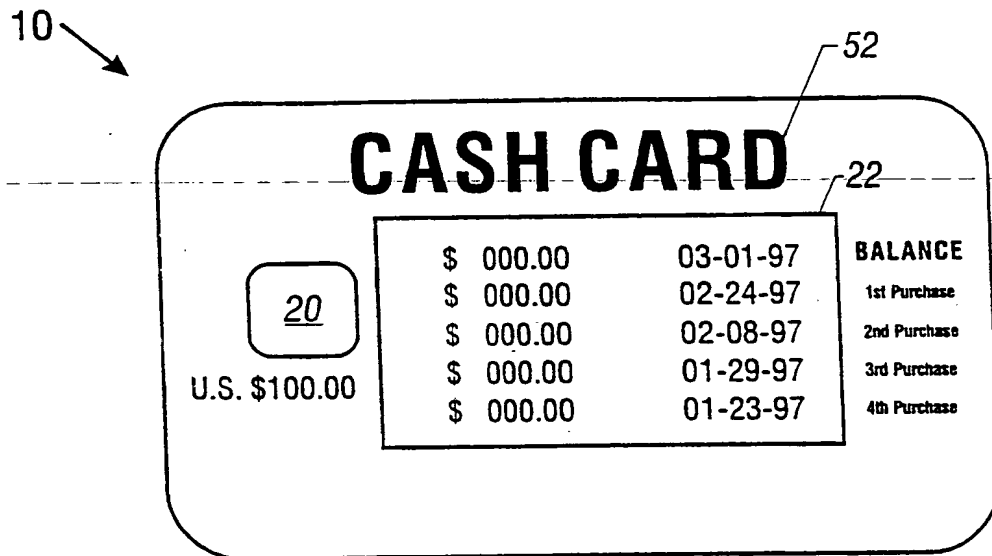 10
52
CASH CARD
22
$ 000.00 03-01-97 BALANCE
$ 000.00 02-24-97 1st Purchase
20
$ 000.00 02-08-97 2nd Purchase
U.S. $100.00
$ 000.00 01-29-97 3rd Purchase
$ 000.00 01-23-97 4th Purchase